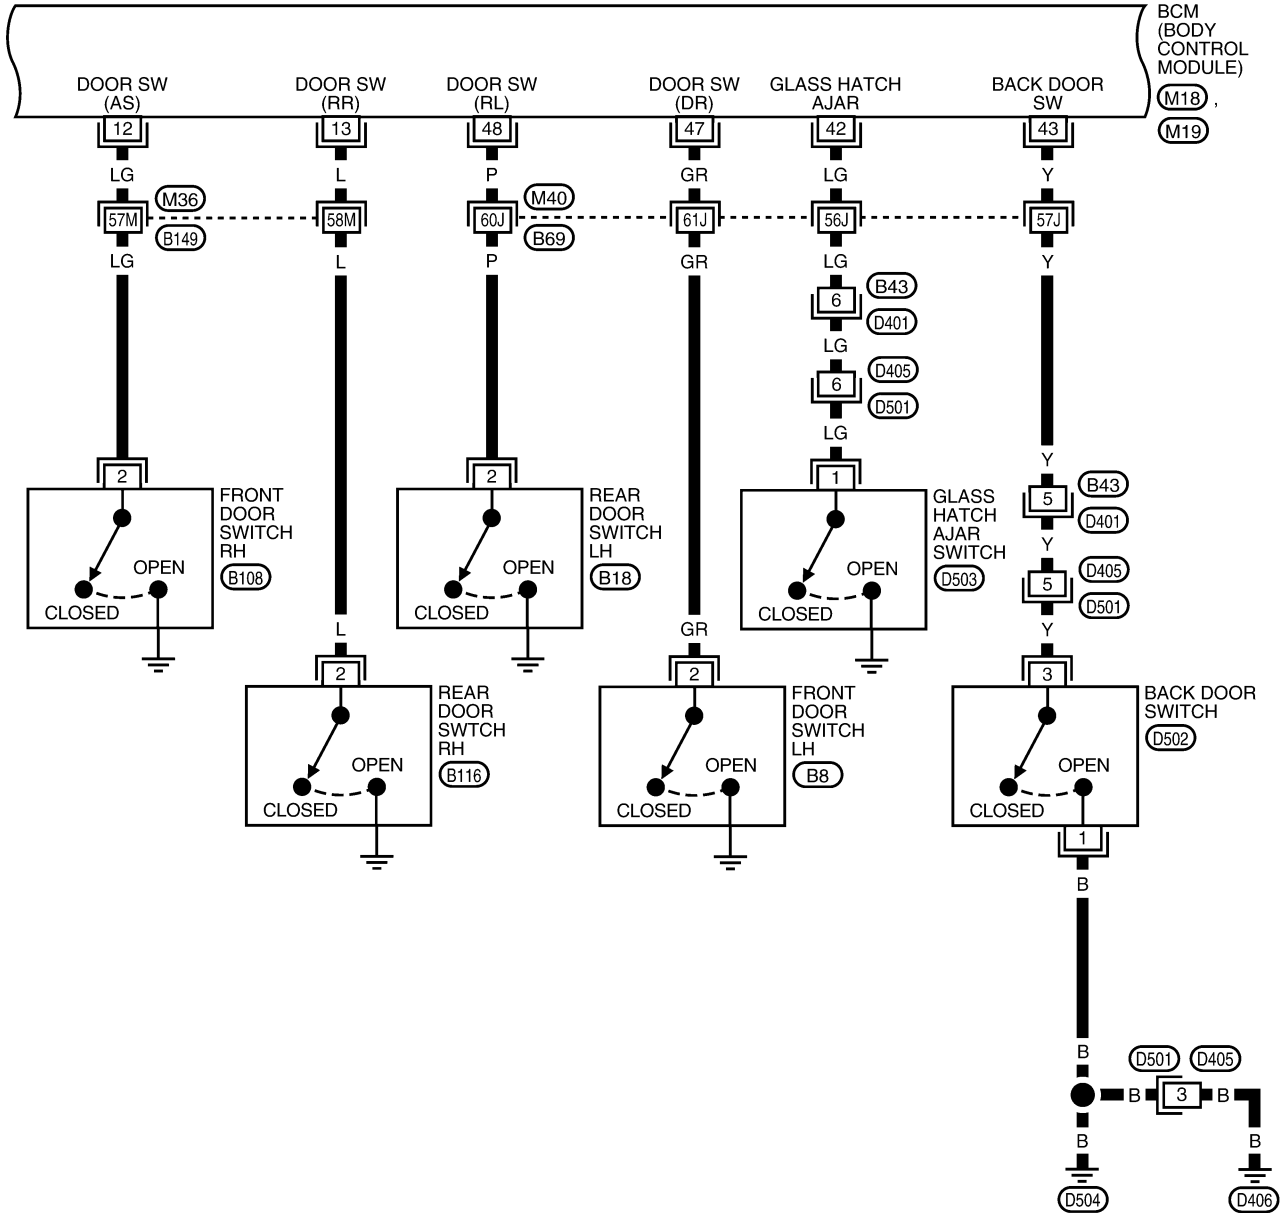 BCM
(BODY
CONTROL
MODULE)
M18 ,
M19
DOOR SW
(AS)
DOOR SW
(RR)
DOOR SW
(RL)
DOOR SW
(DR)
GLASS HATCH
AJAR
BACK DOOR
SW
12 13 48 47 42 43
LG L P GR LG Y
M36 M40
57M 58M 60J 61J 56J 57J
B149 B69
LG L P GR LG Y
B43
6
D401
LG
D405
6
D501
LG
Y
2 2 1
B43
5
D401
Y
D405
5
D501
Y
FRONT
DOOR
SWITCH
RH
B108
OPEN
CLOSED
REAR
DOOR
SWITCH
LH
B18
OPEN
CLOSED
GLASS
HATCH
AJAR
SWITCH
D503
OPEN
CLOSED
L GR
2 2 3
REAR
DOOR
SWTCH
RH
B116
OPEN
CLOSED
FRONT
DOOR
SWITCH
LH
B8
OPEN
CLOSED
BACK DOOR
SWITCH
D502
OPEN
CLOSED
1
B
B
D501 D405
B 3 B
B B
D504 D406